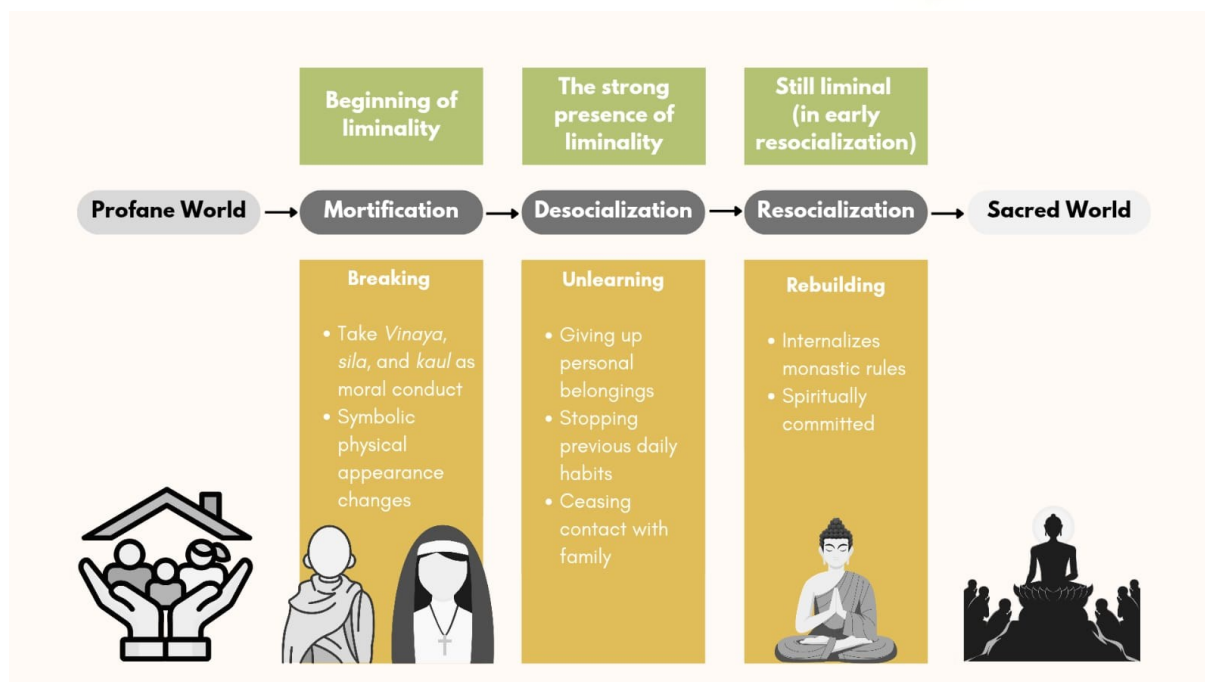 Beginning of
liminality
The strong
presence of
liminality
Still liminal
(in early
resocialization)
Profane World
Mortification
Desocialization
Resocialization
Sacred World
Breaking
• Take Vinaya,
sila, and kaul as
moral conduct
• Symbolic
physical
appearance
changes
Unlearning
• Giving up
personal
belongings
• Stopping
previous daily
habits
• Ceasing
contact with
family
Rebuilding
• Internalizes
monastic rules
• Spiritually
committed